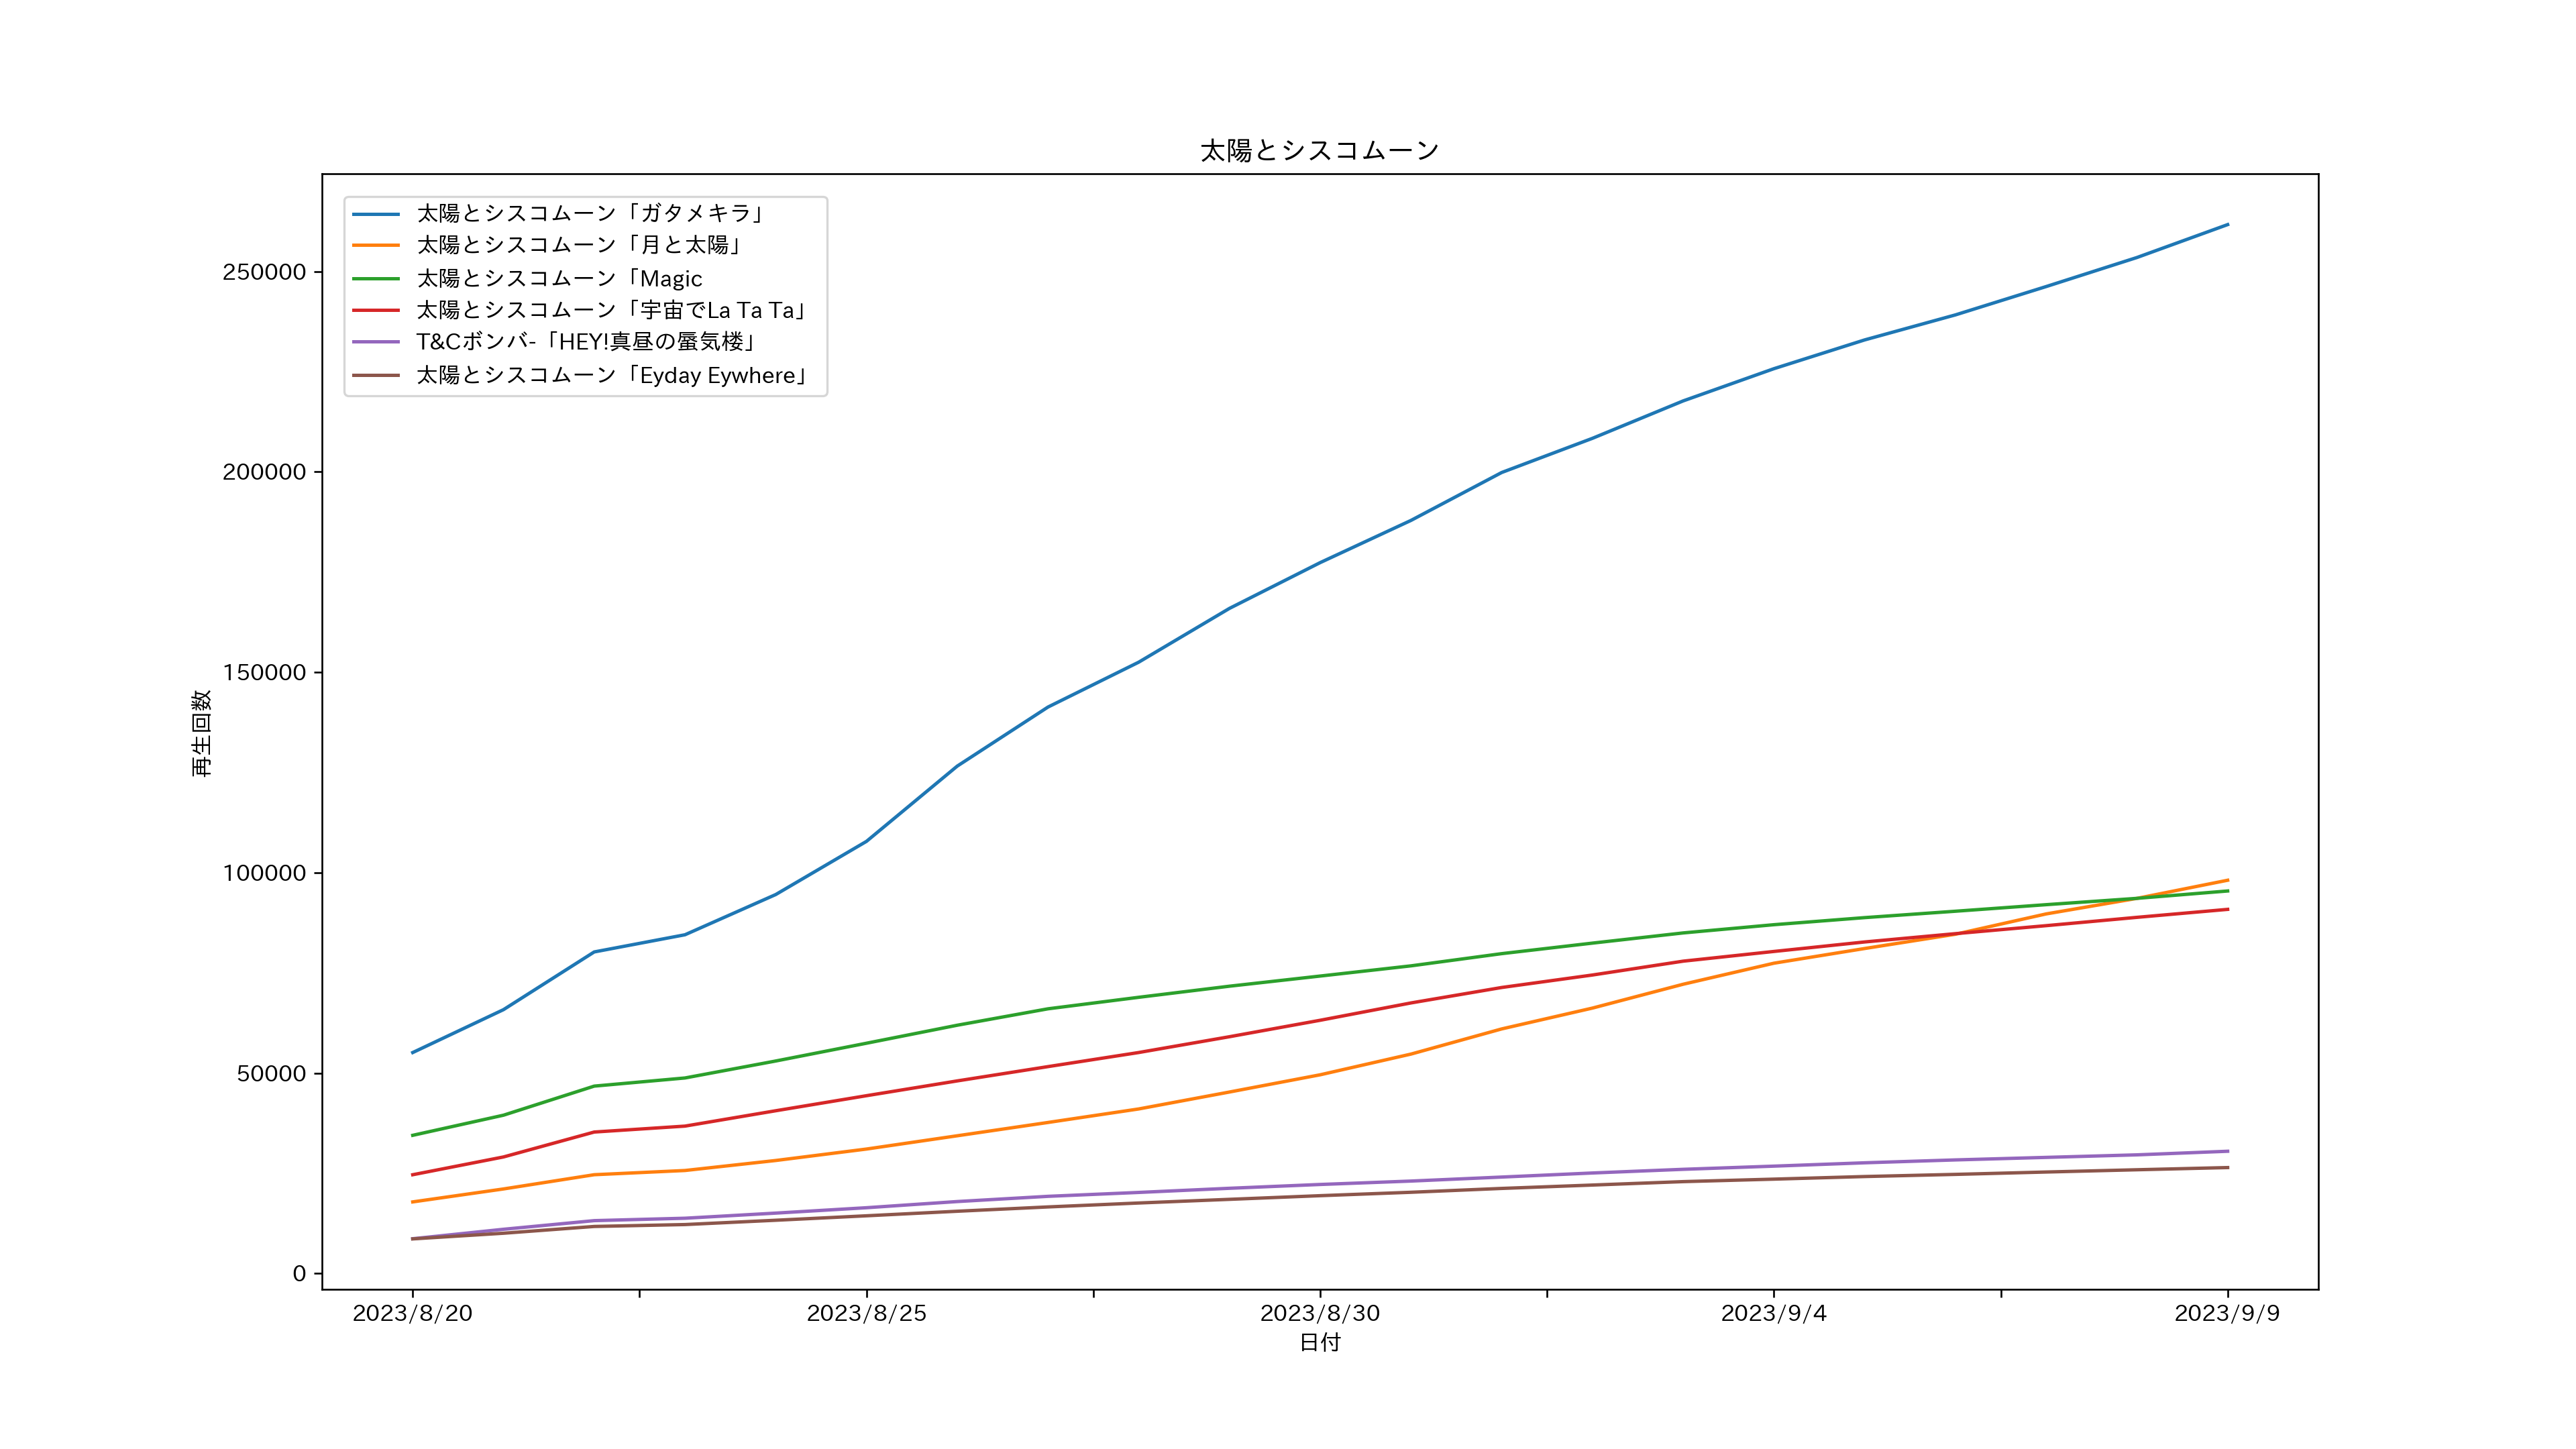 太陽とシスコムーン
太陽とシスコムーン「ガタメキラ」
太陽とシスコムーン「月と太陽」
太陽とシスコムーン「Magic
太陽とシスコムーン「宇宙でLa Ta Ta」
T&Cボンバ-「HEY!真昼の蜃気楼」
太陽とシスコムーン「Eyday Eywhere」
250000
200000
150000
100000
50000
0
再生回数
2023/8/20
2023/8/25
2023/8/30
2023/9/4
2023/9/9
日付